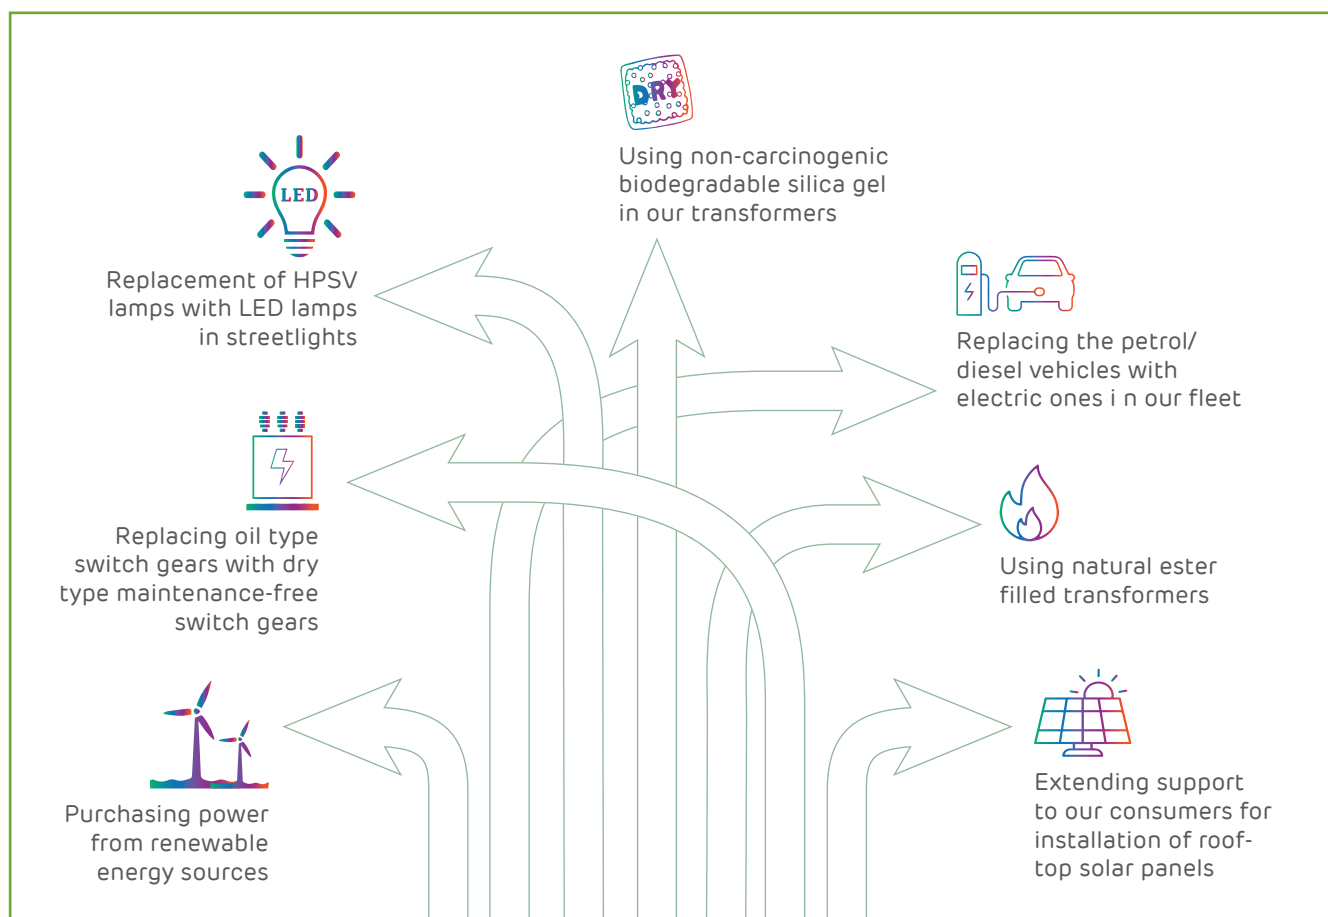 DRY
Using non-carcinogenic
biodegradable silica gel
in our transformers
LED
Replacement of HPSV
lamps with LED lamps
in streetlights
Replacing the petrol/
diesel vehicles with
electric ones i n our fleet
Replacing oil type
switch gears with dry
type maintenance-free
switch gears
Using natural ester
filled transformers
Purchasing power
from renewable
energy sources
Extending support
to our consumers for
installation of roof-
top solar panels